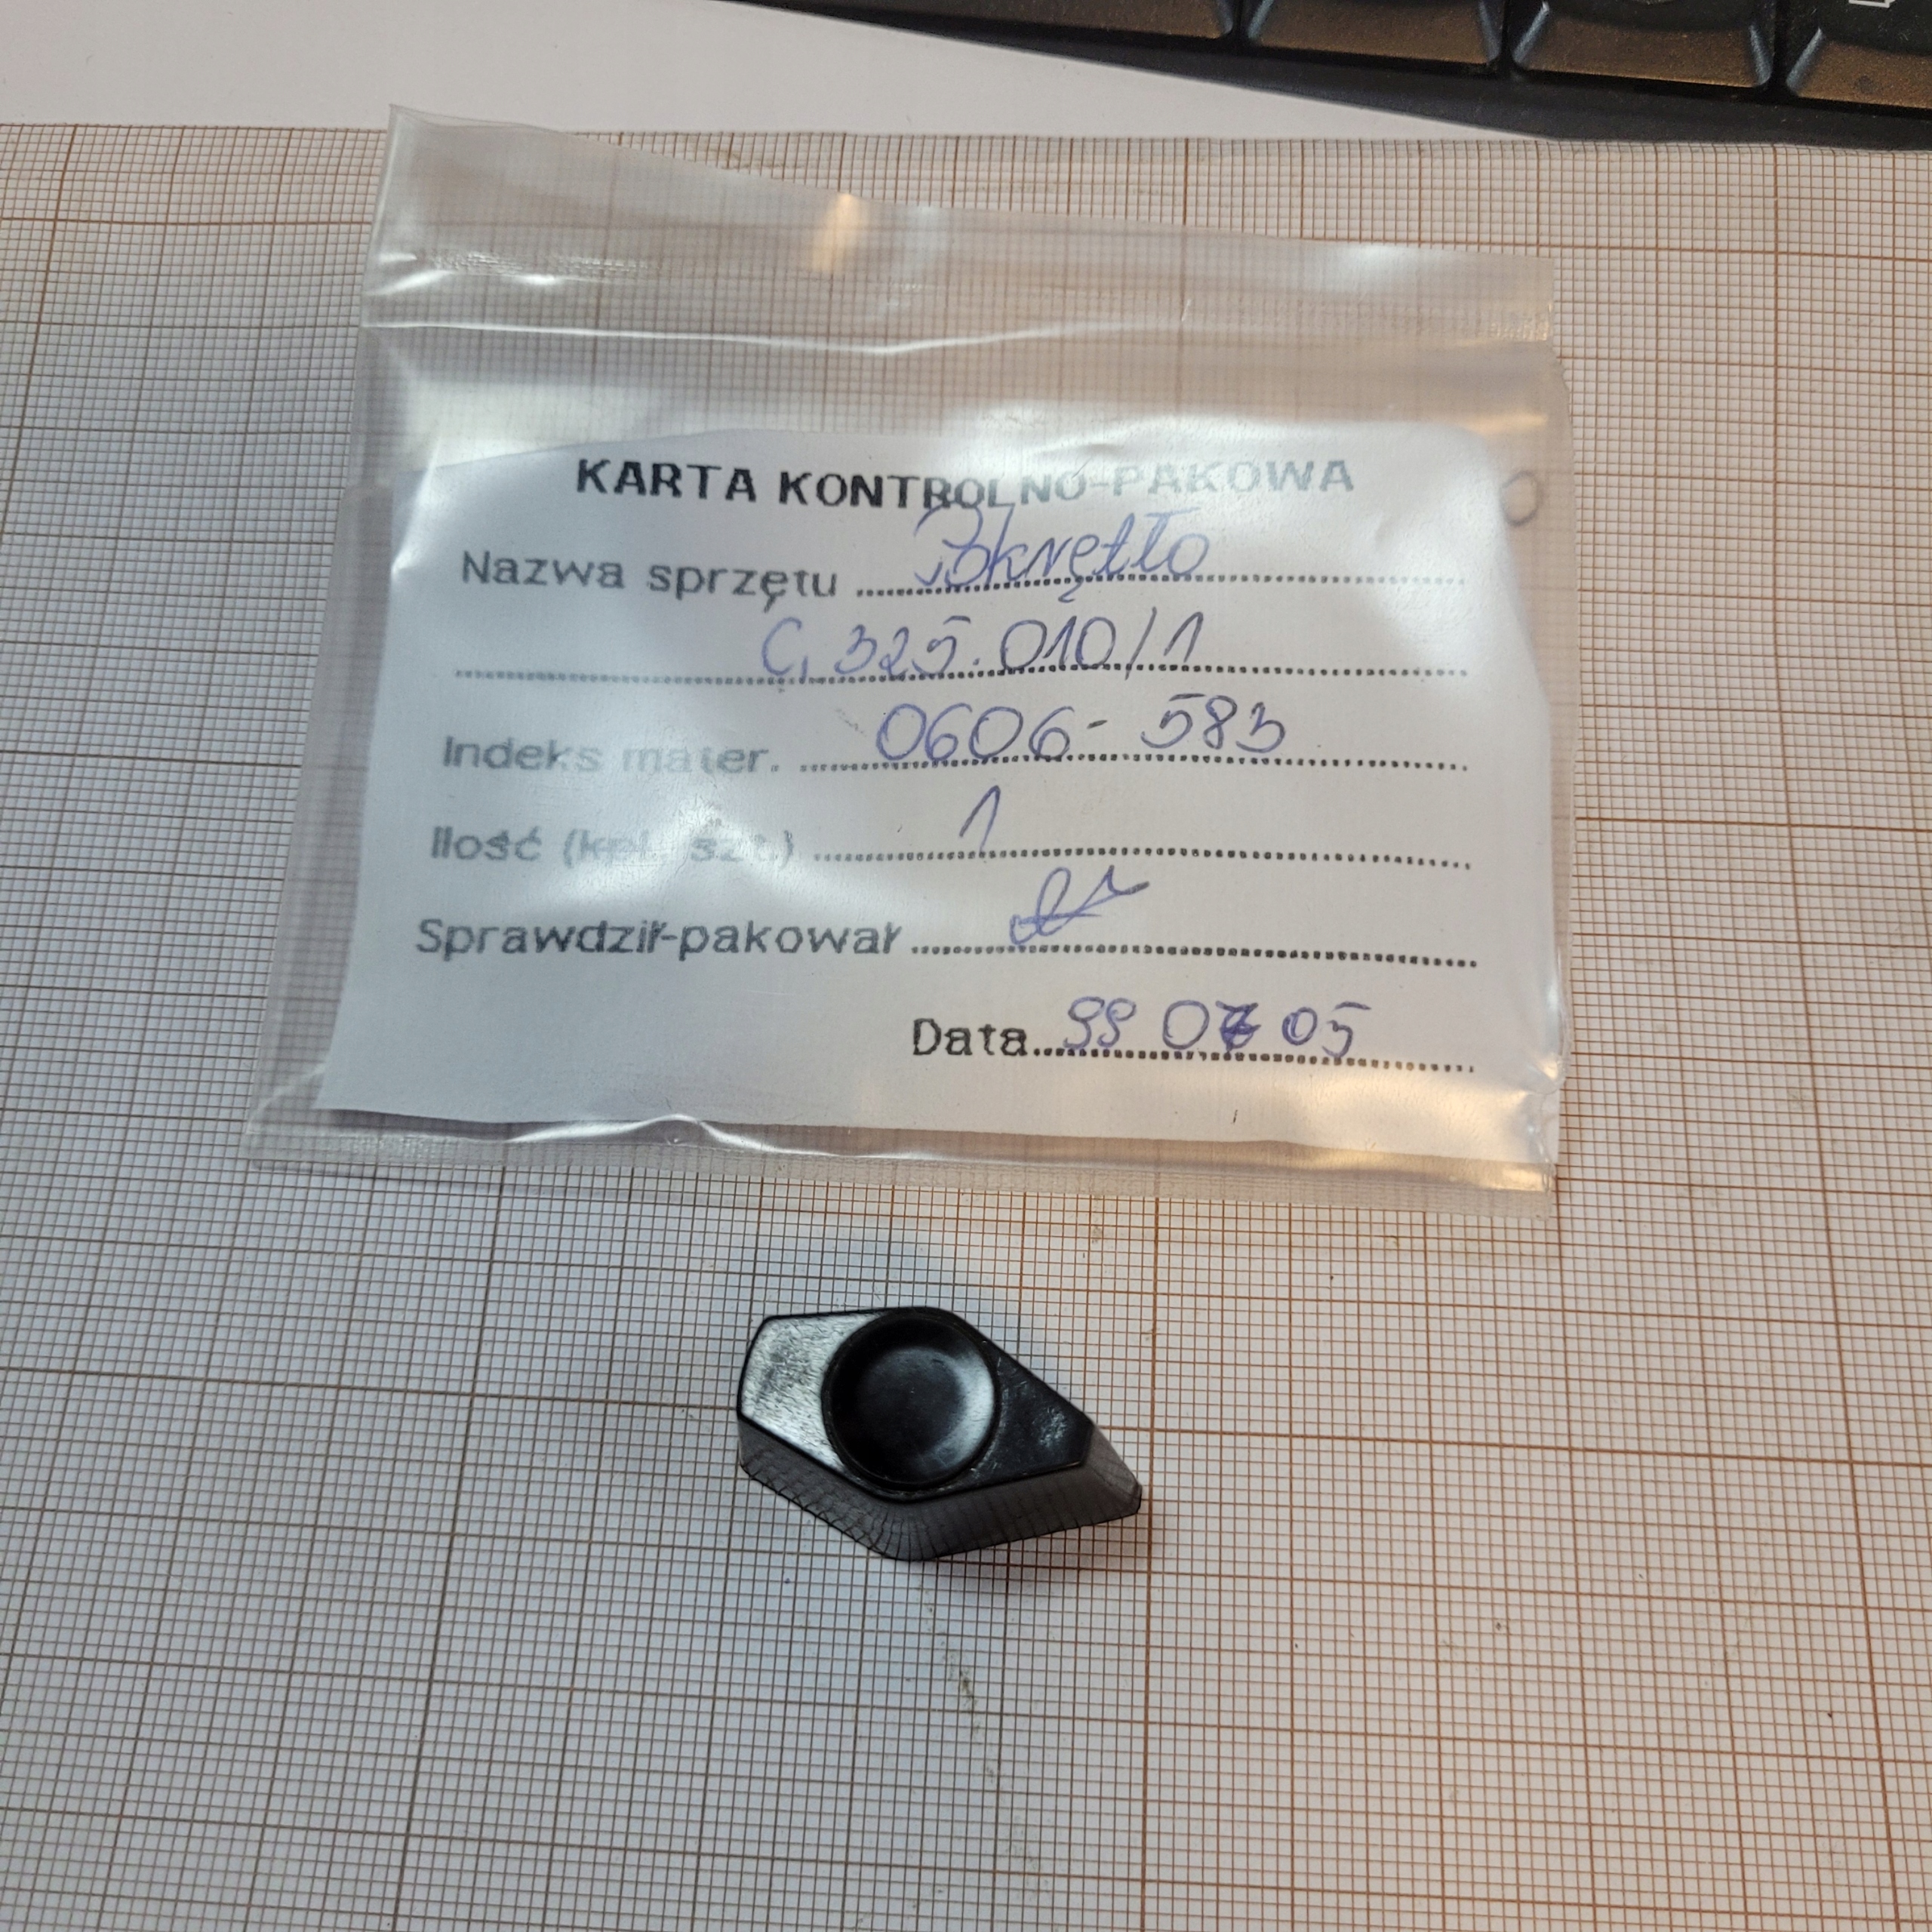 KARTA KONTROLNO-PAKOWA
Nazwa sprzętu Pokrętło
C, 325.010/1
Indeks mater. 0606-583
Ilość (kpl. szt.) 1
Sprawdził-pakował
Data 99 07 05